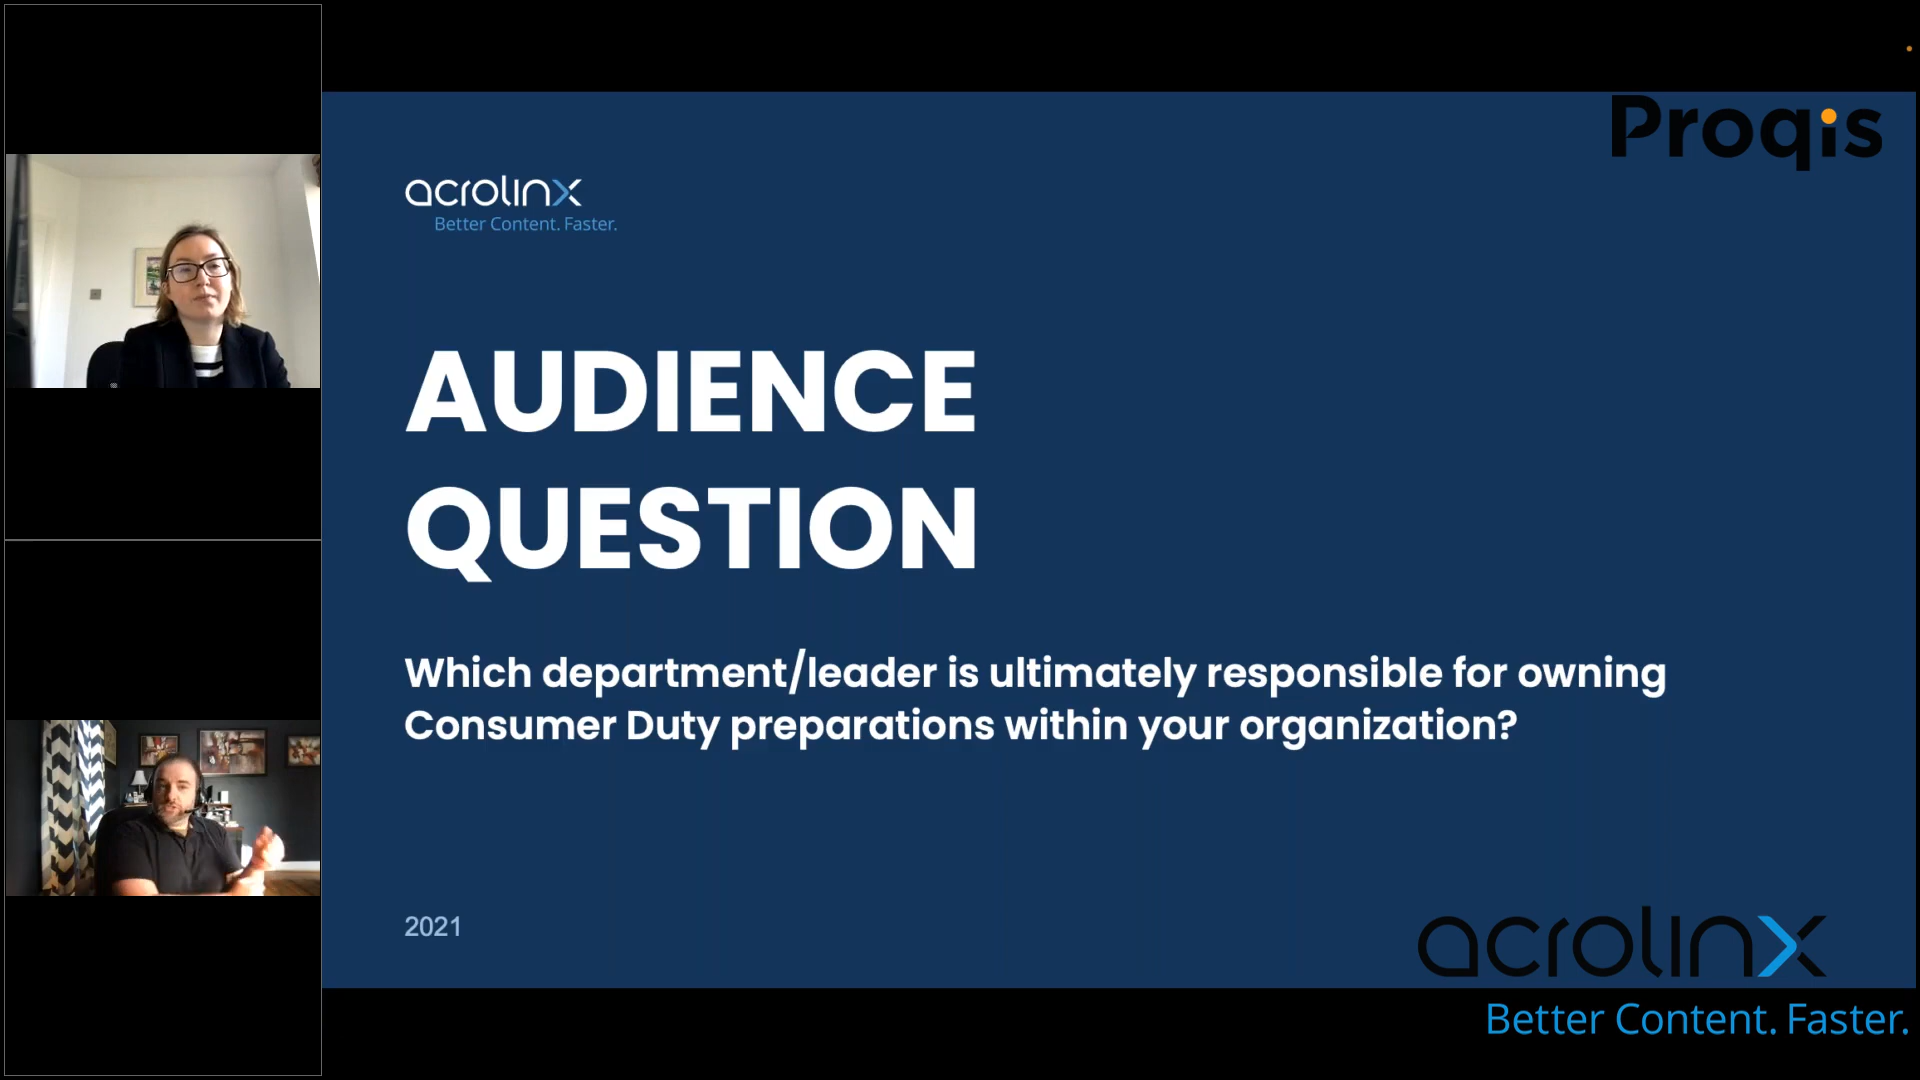 Proqis
acrolinx
Better Content. Faster.
AUDIENCE
QUESTION
Which department/leader is ultimately responsible for owning
Consumer Duty preparations within your organization?
2021
acrolinx
Better Content. Faster.